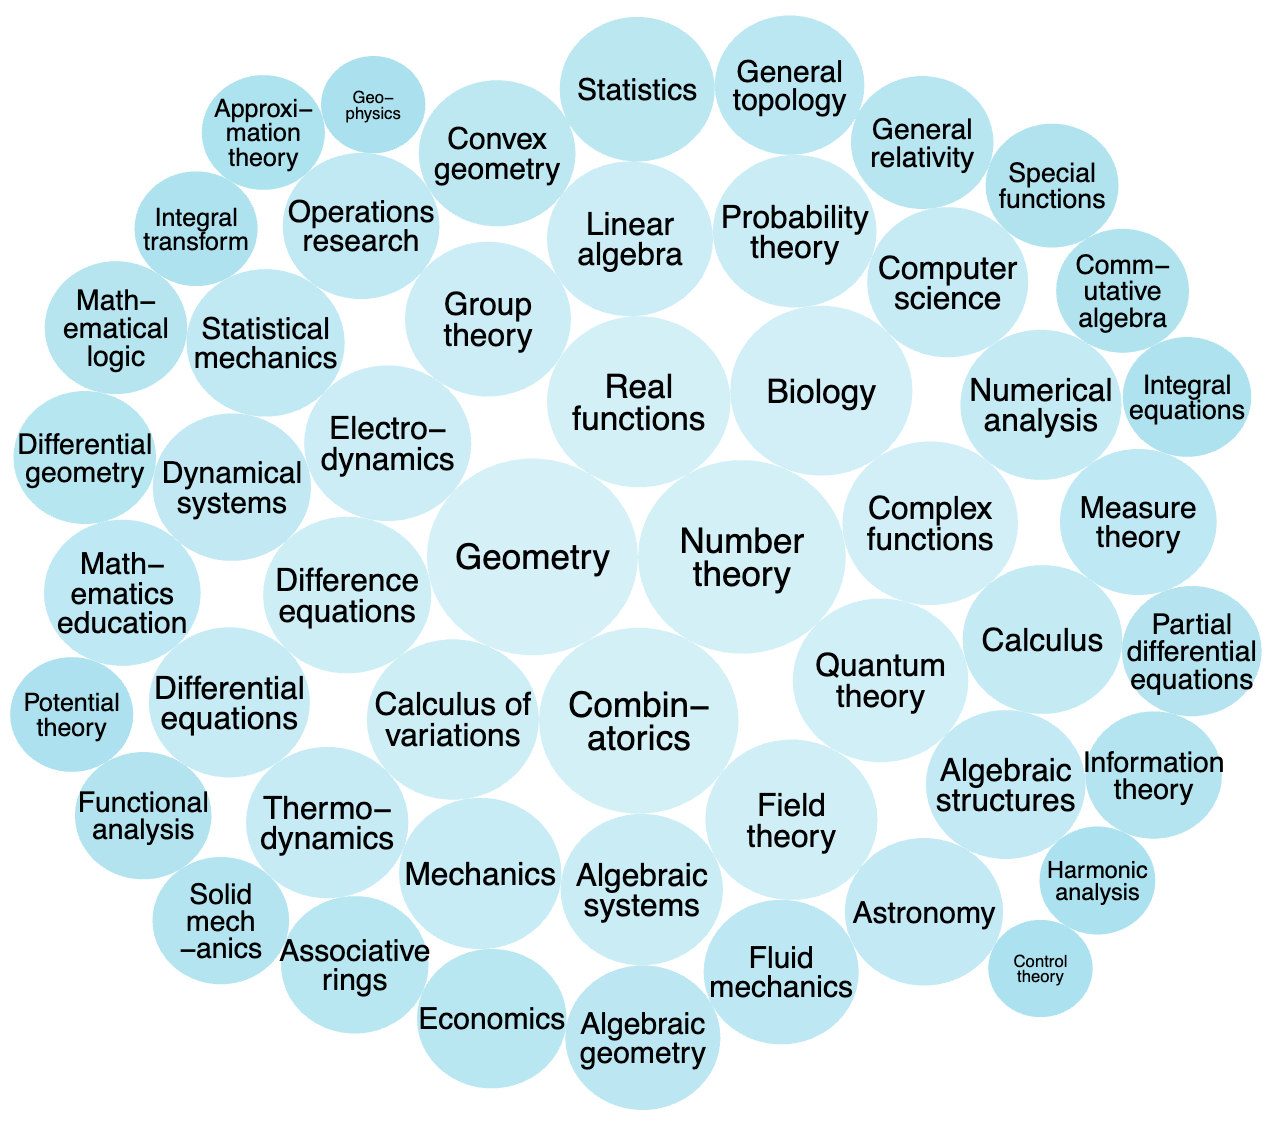 Statistics
General
topology
Approxi–
mation
theory
Geo–
physics
Convex
geometry
General
relativity
Special
functions
Integral
transform
Operations
research
Linear
algebra
Probability
theory
Computer
science
Comm–
utative
algebra
Math–
ematical
logic
Statistical
mechanics
Group
theory
Real
functions
Biology
Numerical
analysis
Integral
equations
Differential
geometry
Dynamical
systems
Electro–
dynamics
Complex
functions
Measure
theory
Geometry
Number
theory
Math–
ematics
education
Difference
equations
Calculus
Partial
differential
equations
Potential
theory
Differential
equations
Calculus of
variations
Combin–
atorics
Quantum
theory
Functional
analysis
Thermo–
dynamics
Field
theory
Algebraic
structures
Information
theory
Mechanics
Algebraic
systems
Astronomy
Harmonic
analysis
Solid
mech
–anics
Associative
rings
Fluid
mechanics
Control
theory
Economics
Algebraic
geometry